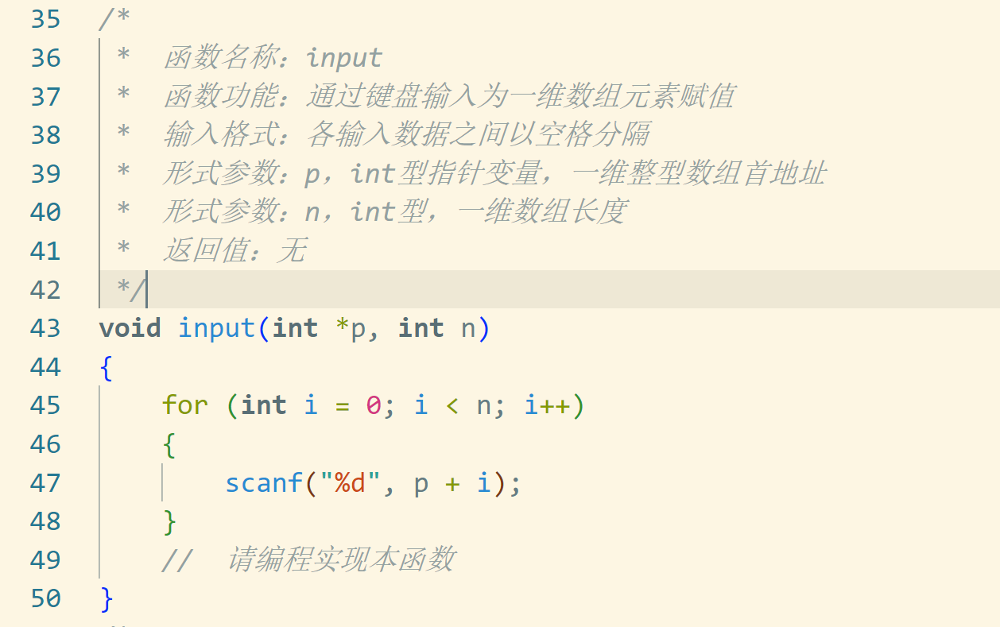 35 /*
36  *  函数名称：input
37  *  函数功能：通过键盘输入为一维数组元素赋值
38  *  输入格式：各输入数据之间以空格分隔
39  *  形式参数：p，int型指针变量，一维整型数组首地址
40  *  形式参数：n，int型，一维数组长度
41  *  返回值：无
42  */
43 void input(int *p, int n)
44 {
45     for (int i = 0; i < n; i++)
46     {
47         scanf("%d", p + i);
48     }
49     //  请编程实现本函数
50 }